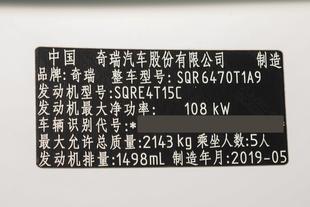 中国 奇瑞汽车股份有限公司 制造
品牌:奇瑞 整车型号:SQR6470T1A9
发动机型号:SQRE4T15C
发动机最大净功率: 108 kW
车辆识别代号:*
最大允许总质量:2143 kg 乘坐人数:5人
发动机排量:1498mL 制造年月:2019-05